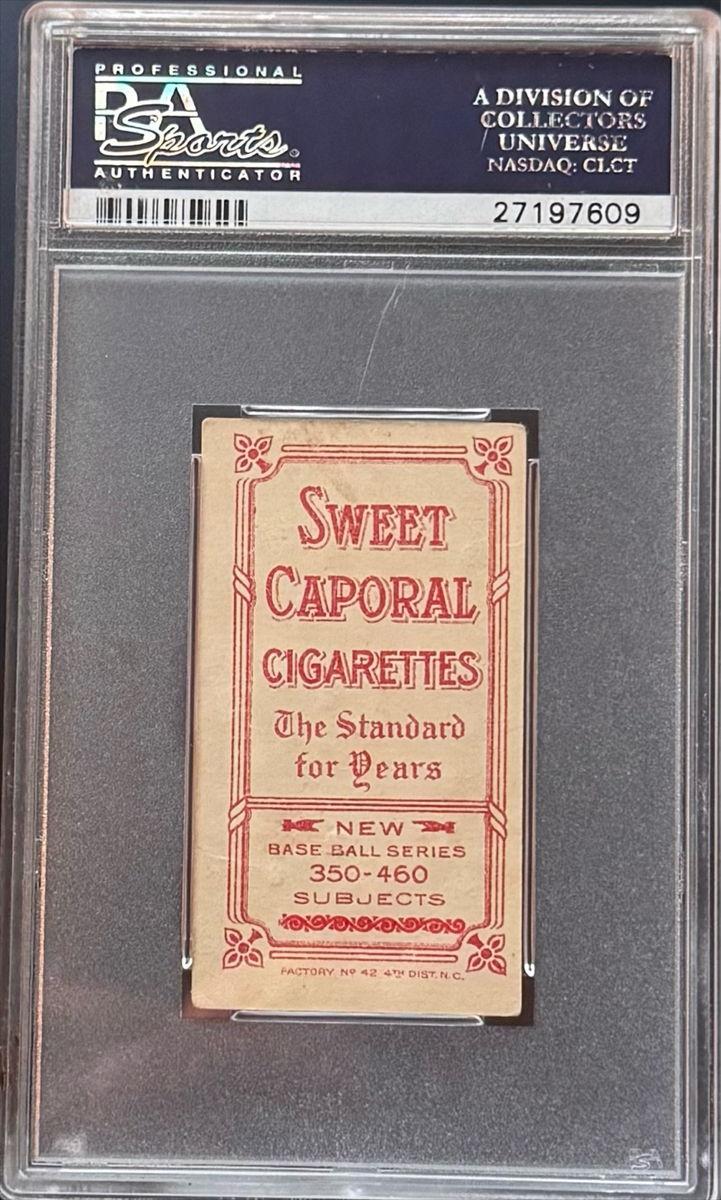 PROFESSIONAL
PSA
Sports
AUTHENTICATOR
A DIVISION OF
COLLECTORS
UNIVERSE
NASDAQ: CLCT
27197609
SWEET
CAPORAL
CIGARETTES
The Standard
for Years
NEW
BASE BALL SERIES
350-460
SUBJECTS
FACTORY Nº 42 4TH DIST. N.C.